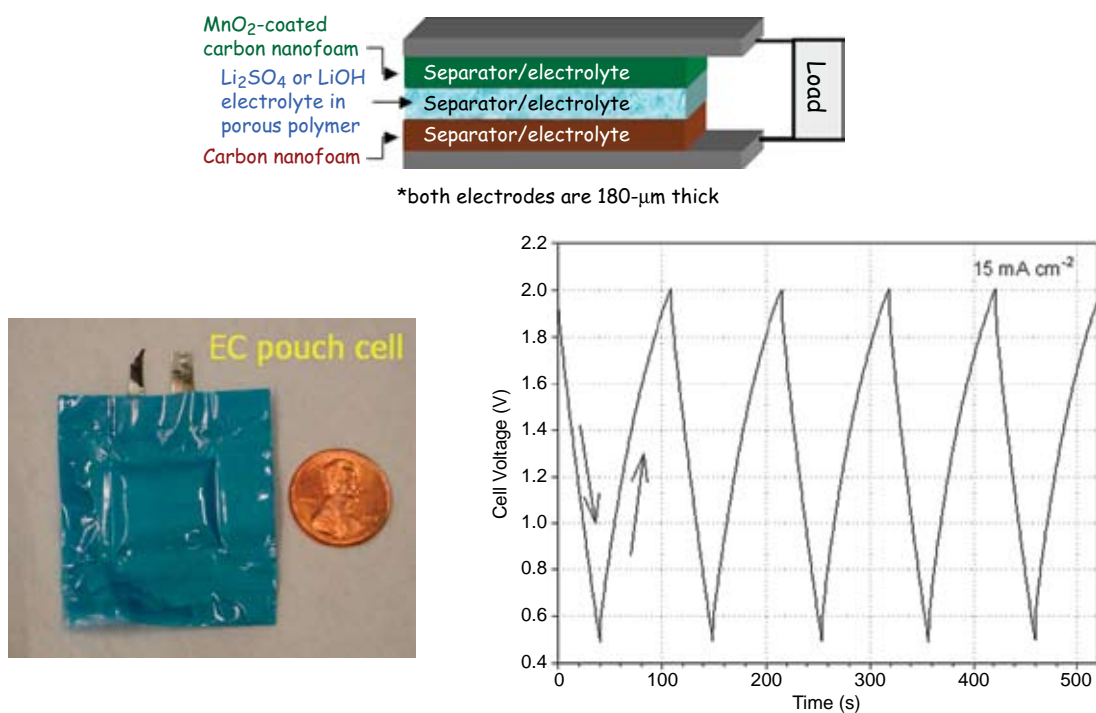 MnO2-coated
carbon nanofoam
Li2SO4 or LiOH
electrolyte in
porous polymer
Carbon nanofoam
Separator/electrolyte
Separator/electrolyte
Separator/electrolyte
Load
*both electrodes are 180-μm thick
EC pouch cell
2.2
2.0
1.8
1.6
1.4
1.2
1.0
0.8
0.6
0.4
Cell Voltage (V)
15 mA cm-2
0
100
200
300
400
500
Time (s)